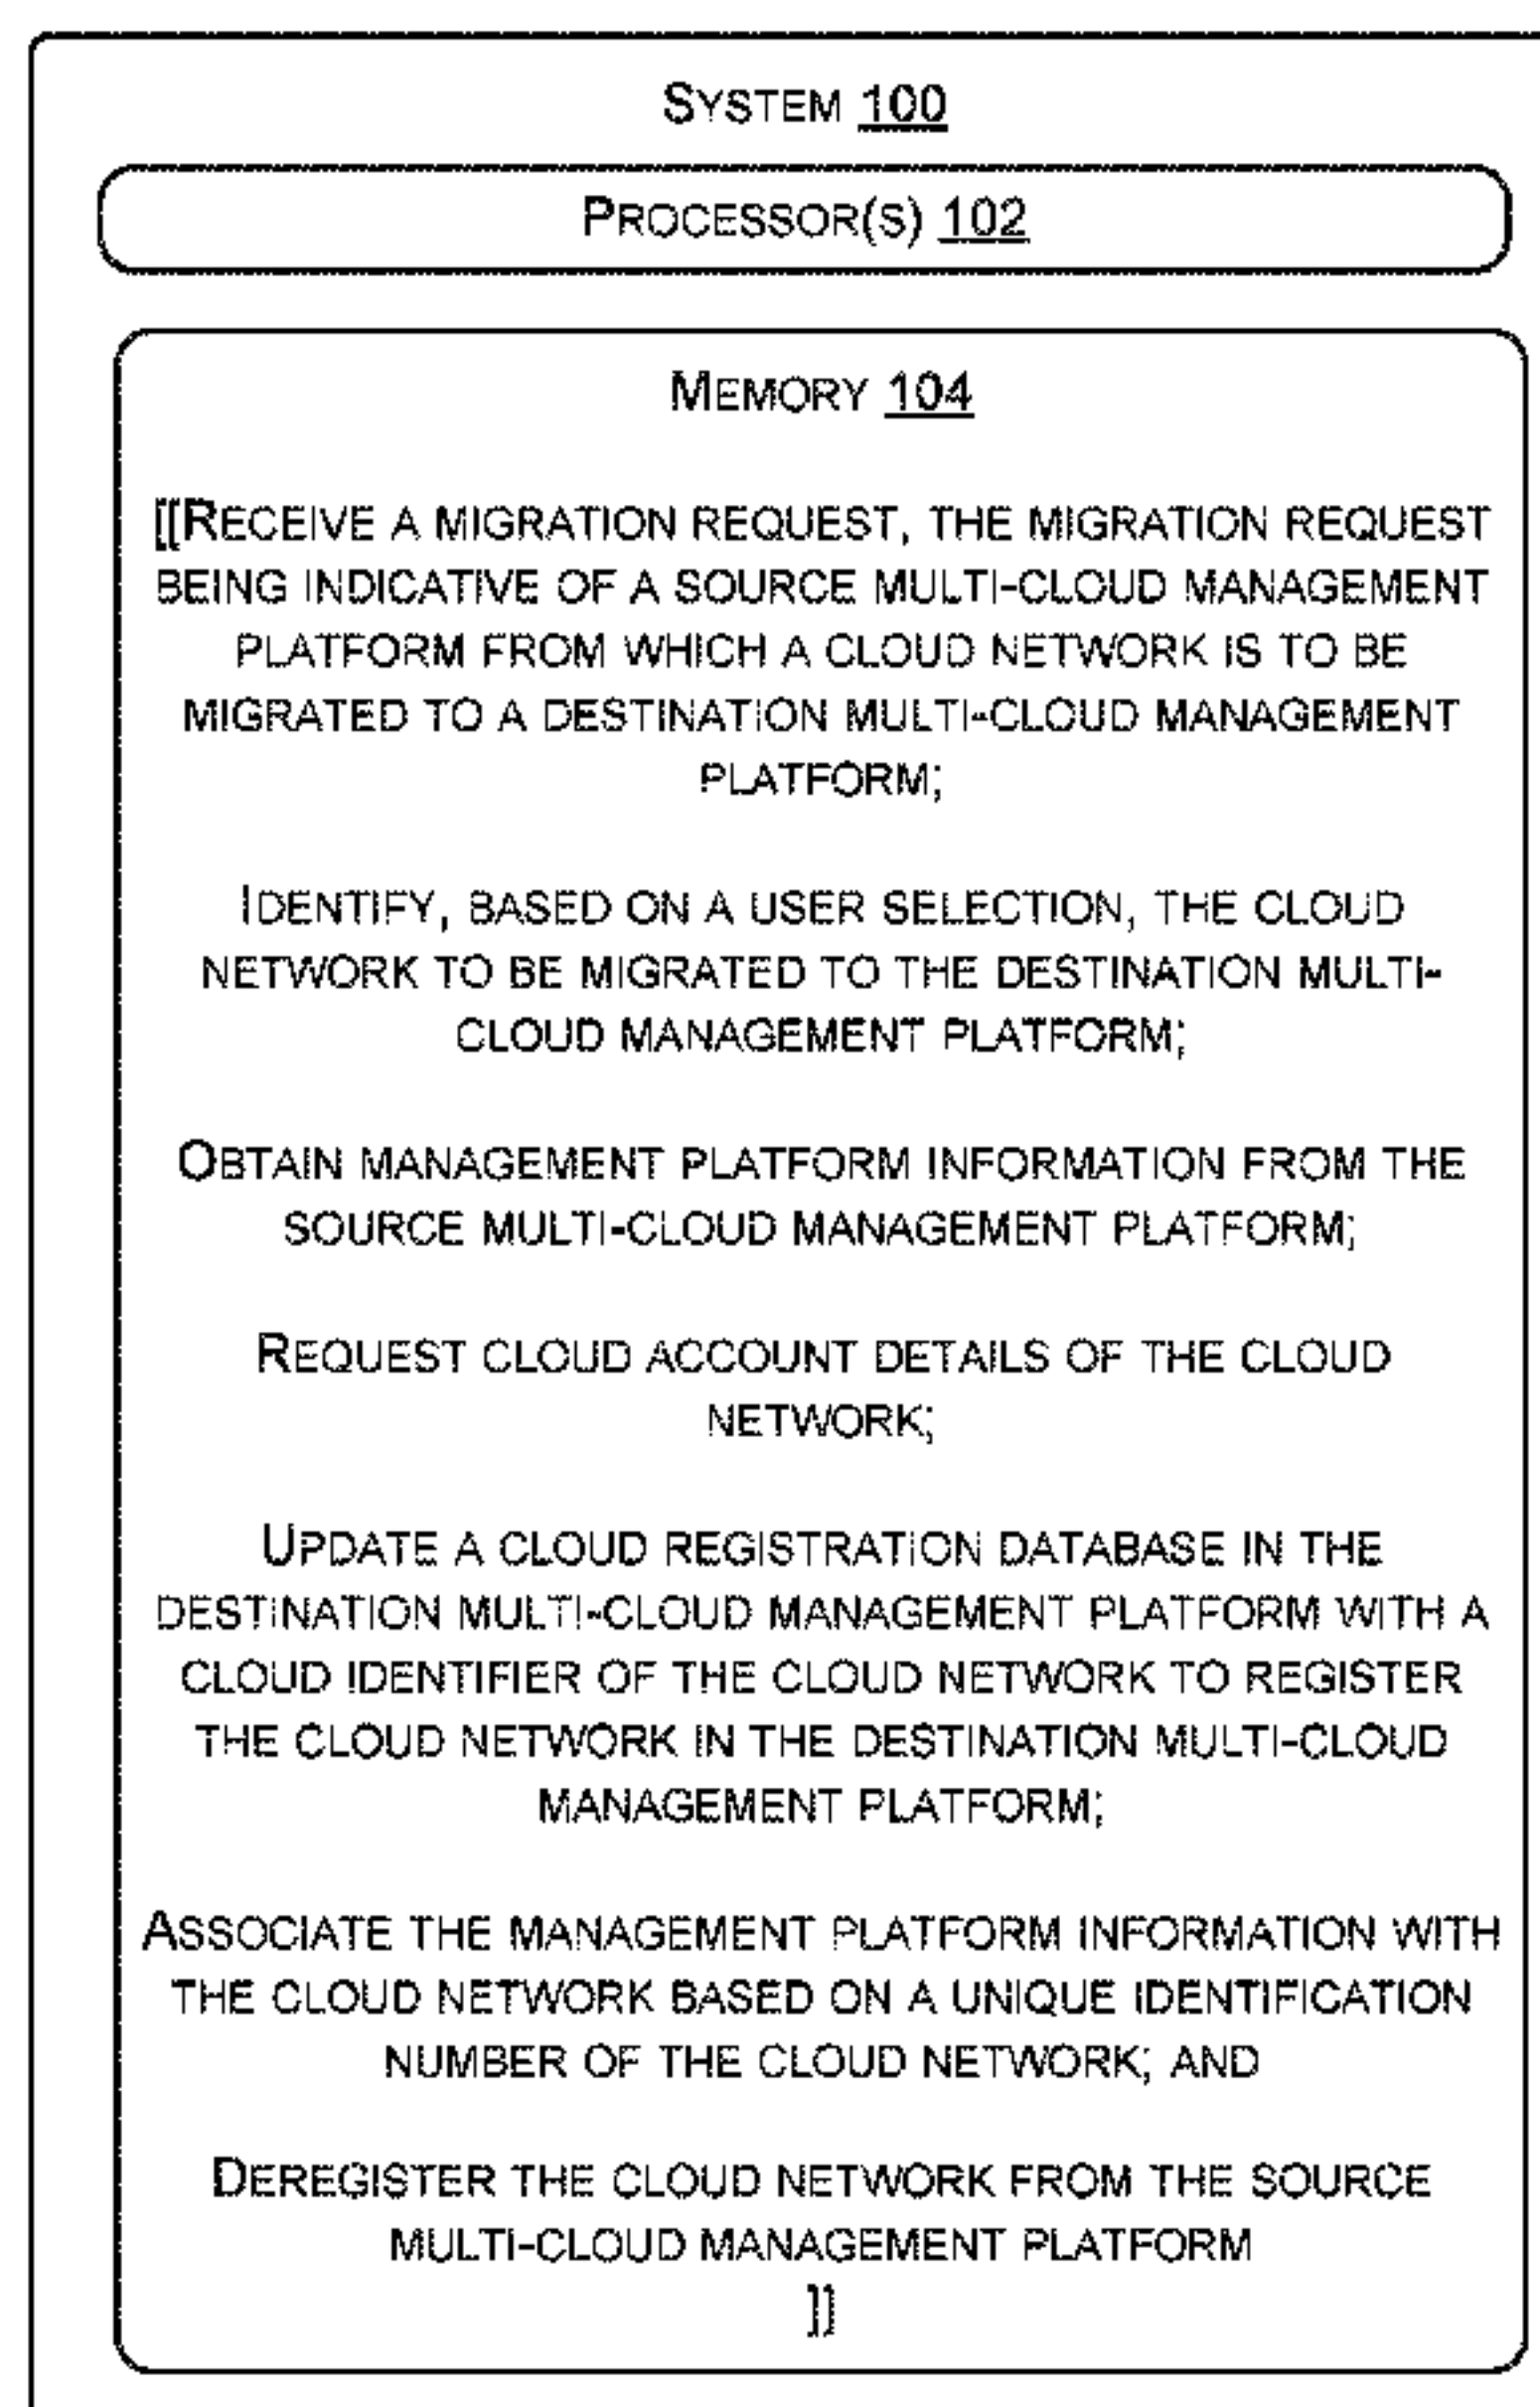 SYSTEM 100
PROCESSOR(S) 102
MEMORY 104
[[RECEIVE A MIGRATION REQUEST, THE MIGRATION REQUEST
BEING INDICATIVE OF A SOURCE MULTI-CLOUD MANAGEMENT
PLATFORM FROM WHICH A CLOUD NETWORK IS TO BE
MIGRATED TO A DESTINATION MULTI-CLOUD MANAGEMENT
PLATFORM;
IDENTIFY, BASED ON A USER SELECTION, THE CLOUD
NETWORK TO BE MIGRATED TO THE DESTINATION MULTI-
CLOUD MANAGEMENT PLATFORM;
OBTAIN MANAGEMENT PLATFORM INFORMATION FROM THE
SOURCE MULTI-CLOUD MANAGEMENT PLATFORM;
REQUEST CLOUD ACCOUNT DETAILS OF THE CLOUD
NETWORK;
UPDATE A CLOUD REGISTRATION DATABASE IN THE
DESTINATION MULTI-CLOUD MANAGEMENT PLATFORM WITH A
CLOUD IDENTIFIER OF THE CLOUD NETWORK TO REGISTER
THE CLOUD NETWORK IN THE DESTINATION MULTI-CLOUD
MANAGEMENT PLATFORM;
ASSOCIATE THE MANAGEMENT PLATFORM INFORMATION WITH
THE CLOUD NETWORK BASED ON A UNIQUE IDENTIFICATION
NUMBER OF THE CLOUD NETWORK; AND
DEREGISTER THE CLOUD NETWORK FROM THE SOURCE
MULTI-CLOUD MANAGEMENT PLATFORM
]]